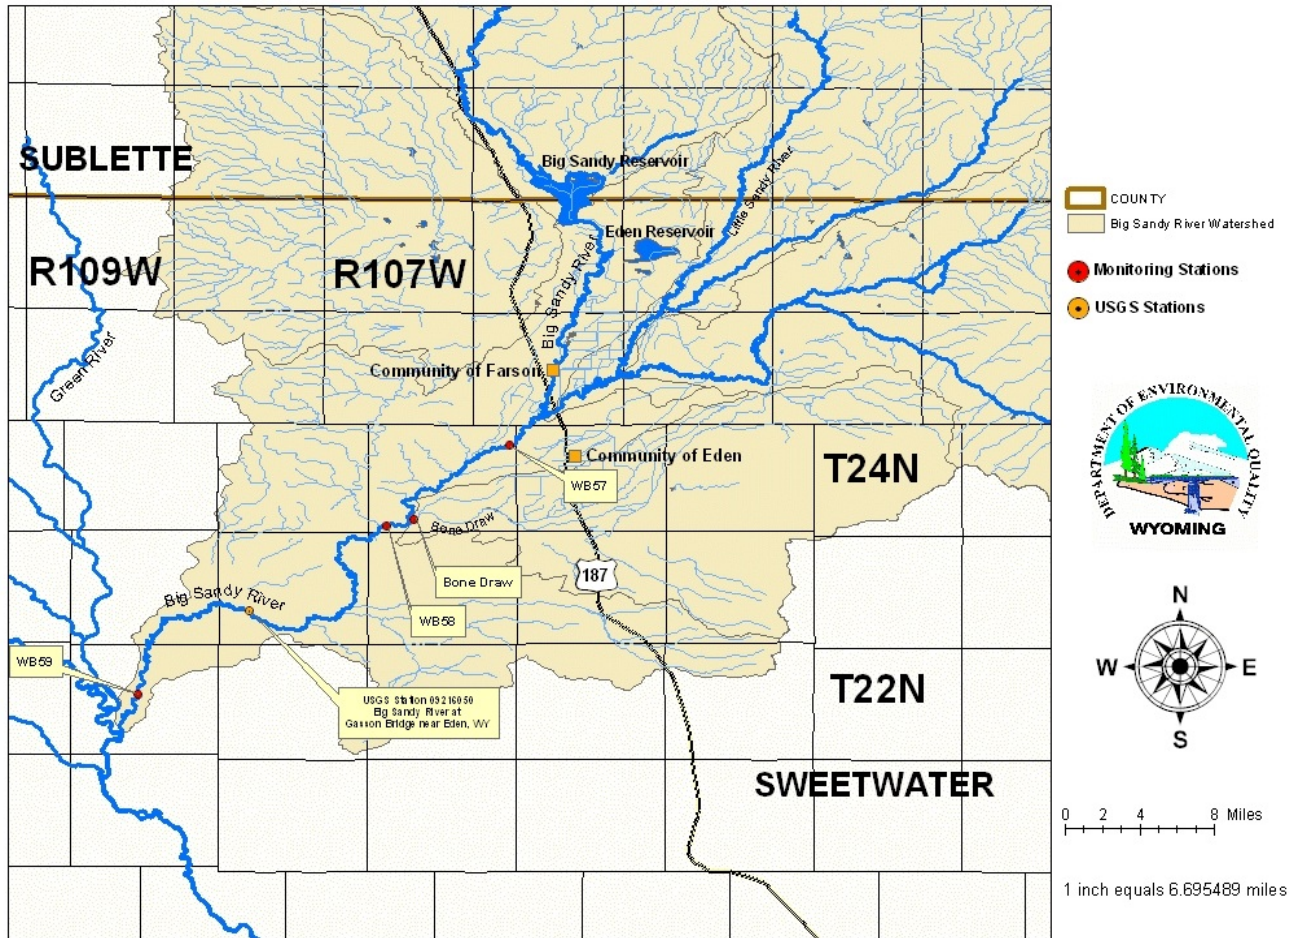 SUBLETTE
Big Sandy Reservoir
Little Sandy River
Eden Reservoir
R109W
R107W
Big Sandy River
Green River
Community of Farson
Community of Eden
T24N
WB57
Bone Draw
187
Bone Draw
WB58
Big Sandy River
WB59
USGS Station 09216050
Big Sandy River at
Gasson Bridge near Eden, WY
T22N
SWEETWATER
COUNTY
Big Sandy River Watershed
Monitoring Stations
USGS Stations
DEPARTMENT OF ENVIRONMENTAL QUALITY
WYOMING
N
W E
S
0 2 4 8 Miles
1 inch equals 6.695489 miles